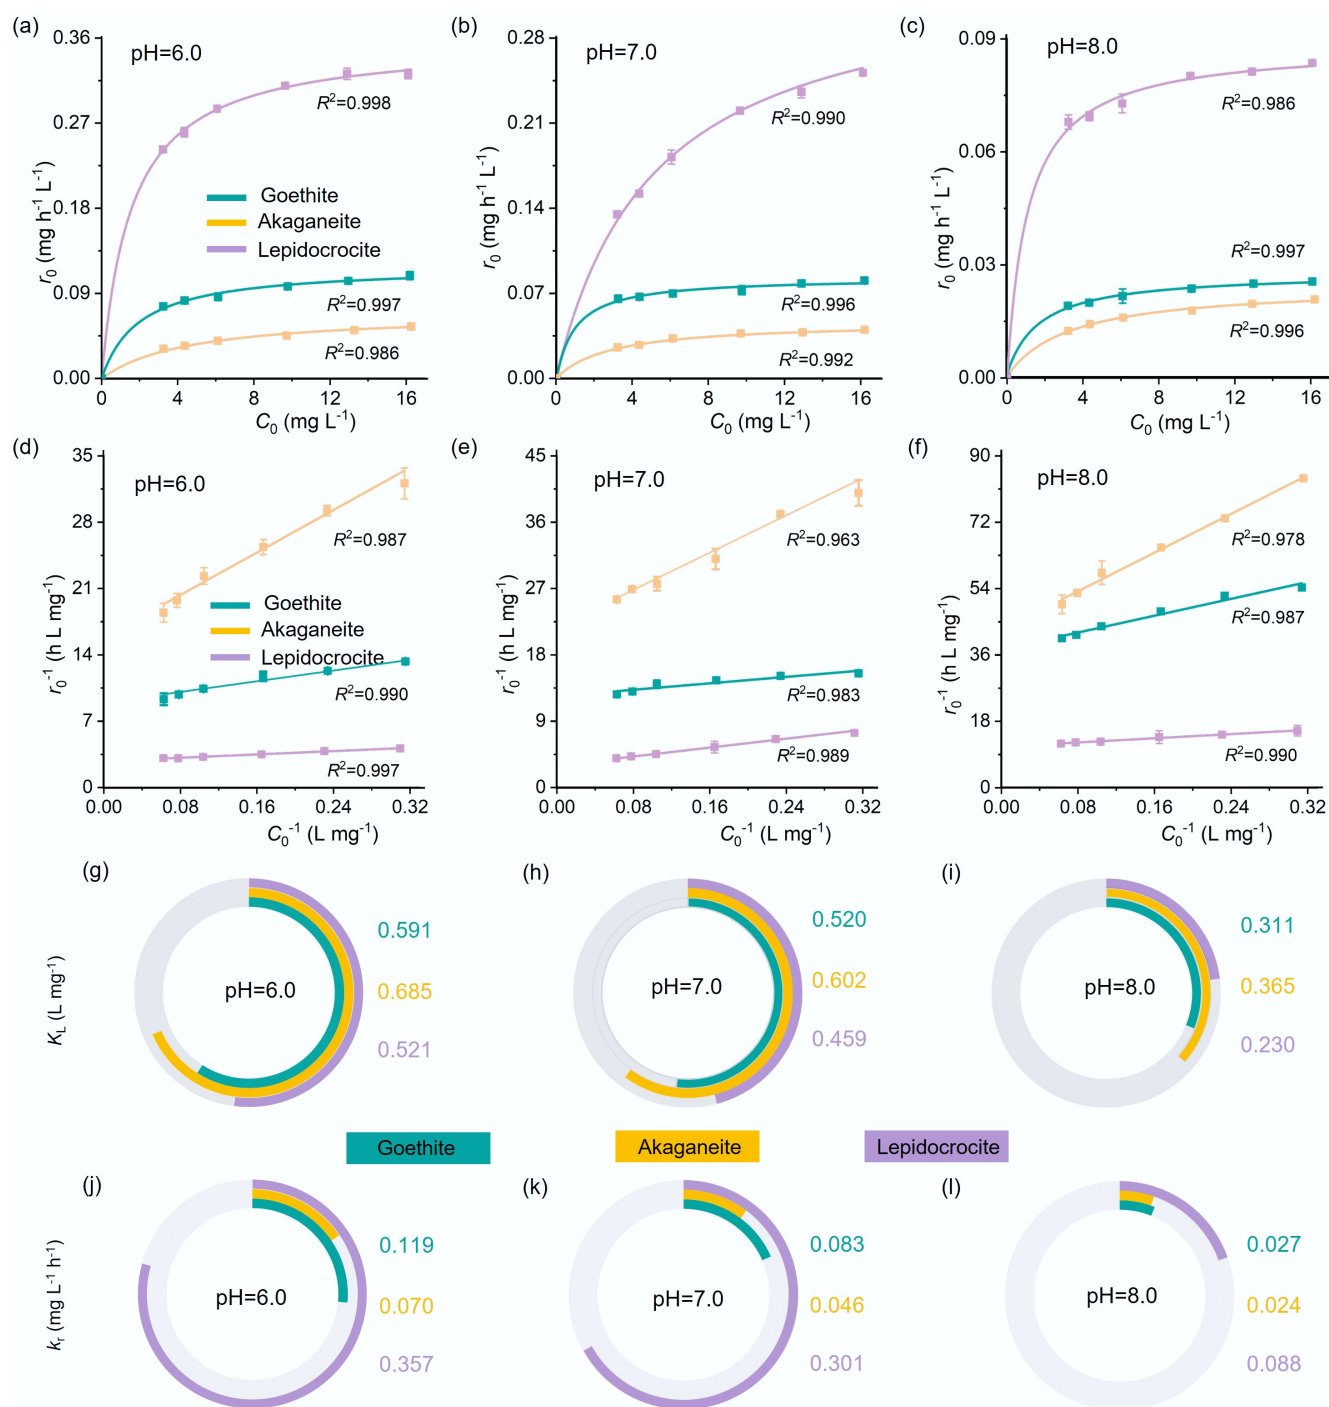 (a)
pH=6.0
0.36
0.27
0.18
0.09
0.00
r₀ (mg h⁻¹ L⁻¹)
R²=0.998
Goethite
Akaganeite
Lepidocrocite
R²=0.997
R²=0.986
0 4 8 12 16
C₀ (mg L⁻¹)
(b)
pH=7.0
0.28
0.21
0.14
0.07
0.00
r₀ (mg h⁻¹ L⁻¹)
R²=0.990
R²=0.996
R²=0.992
0 4 8 12 16
C₀ (mg L⁻¹)
(c)
pH=8.0
0.09
0.06
0.03
0.00
r₀ (mg h⁻¹ L⁻¹)
R²=0.986
R²=0.997
R²=0.996
0 4 8 12 16
C₀ (mg L⁻¹)
(d)
pH=6.0
35
28
21
14
7
0
r₀⁻¹ (h L mg⁻¹)
R²=0.987
Goethite
Akaganeite
Lepidocrocite
R²=0.990
R²=0.997
0.00 0.08 0.16 0.24 0.32
C₀⁻¹ (L mg⁻¹)
(e)
pH=7.0
45
36
27
18
9
0
r₀⁻¹ (h L mg⁻¹)
R²=0.963
R²=0.983
R²=0.989
0.00 0.08 0.16 0.24 0.32
C₀⁻¹ (L mg⁻¹)
(f)
pH=8.0
90
72
54
36
18
0
r₀⁻¹ (h L mg⁻¹)
R²=0.978
R²=0.987
R²=0.990
0.00 0.08 0.16 0.24 0.32
C₀⁻¹ (L mg⁻¹)
K_L (L mg⁻¹)
(g)
pH=6.0
0.591
0.685
0.521
(h)
pH=7.0
0.520
0.602
0.459
(i)
pH=8.0
0.311
0.365
0.230
Goethite
Akaganeite
Lepidocrocite
k_r (mg L⁻¹ h⁻¹)
(j)
pH=6.0
0.119
0.070
0.357
(k)
pH=7.0
0.083
0.046
0.301
(l)
pH=8.0
0.027
0.024
0.088